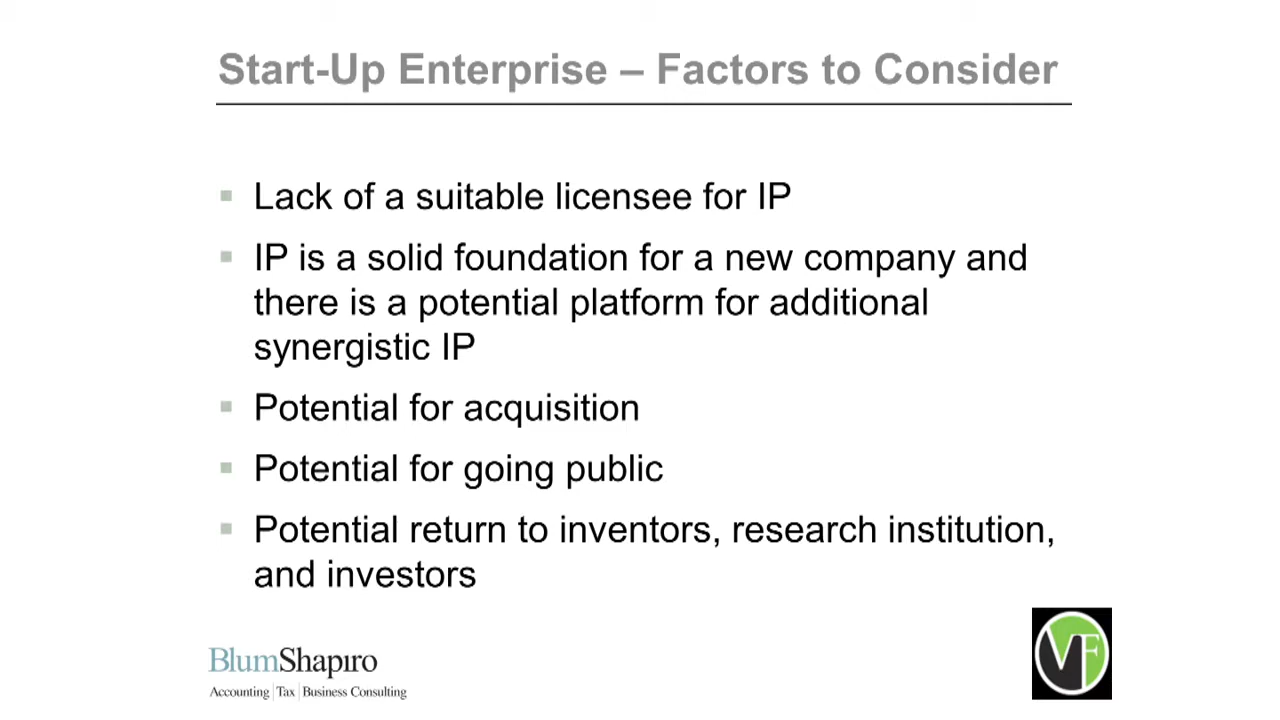 Start-Up Enterprise – Factors to Consider
Lack of a suitable licensee for IP
IP is a solid foundation for a new company and
there is a potential platform for additional
synergistic IP
Potential for acquisition
Potential for going public
Potential return to inventors, research institution,
and investors
BlumShapiro
Accounting | Tax | Business Consulting
VF